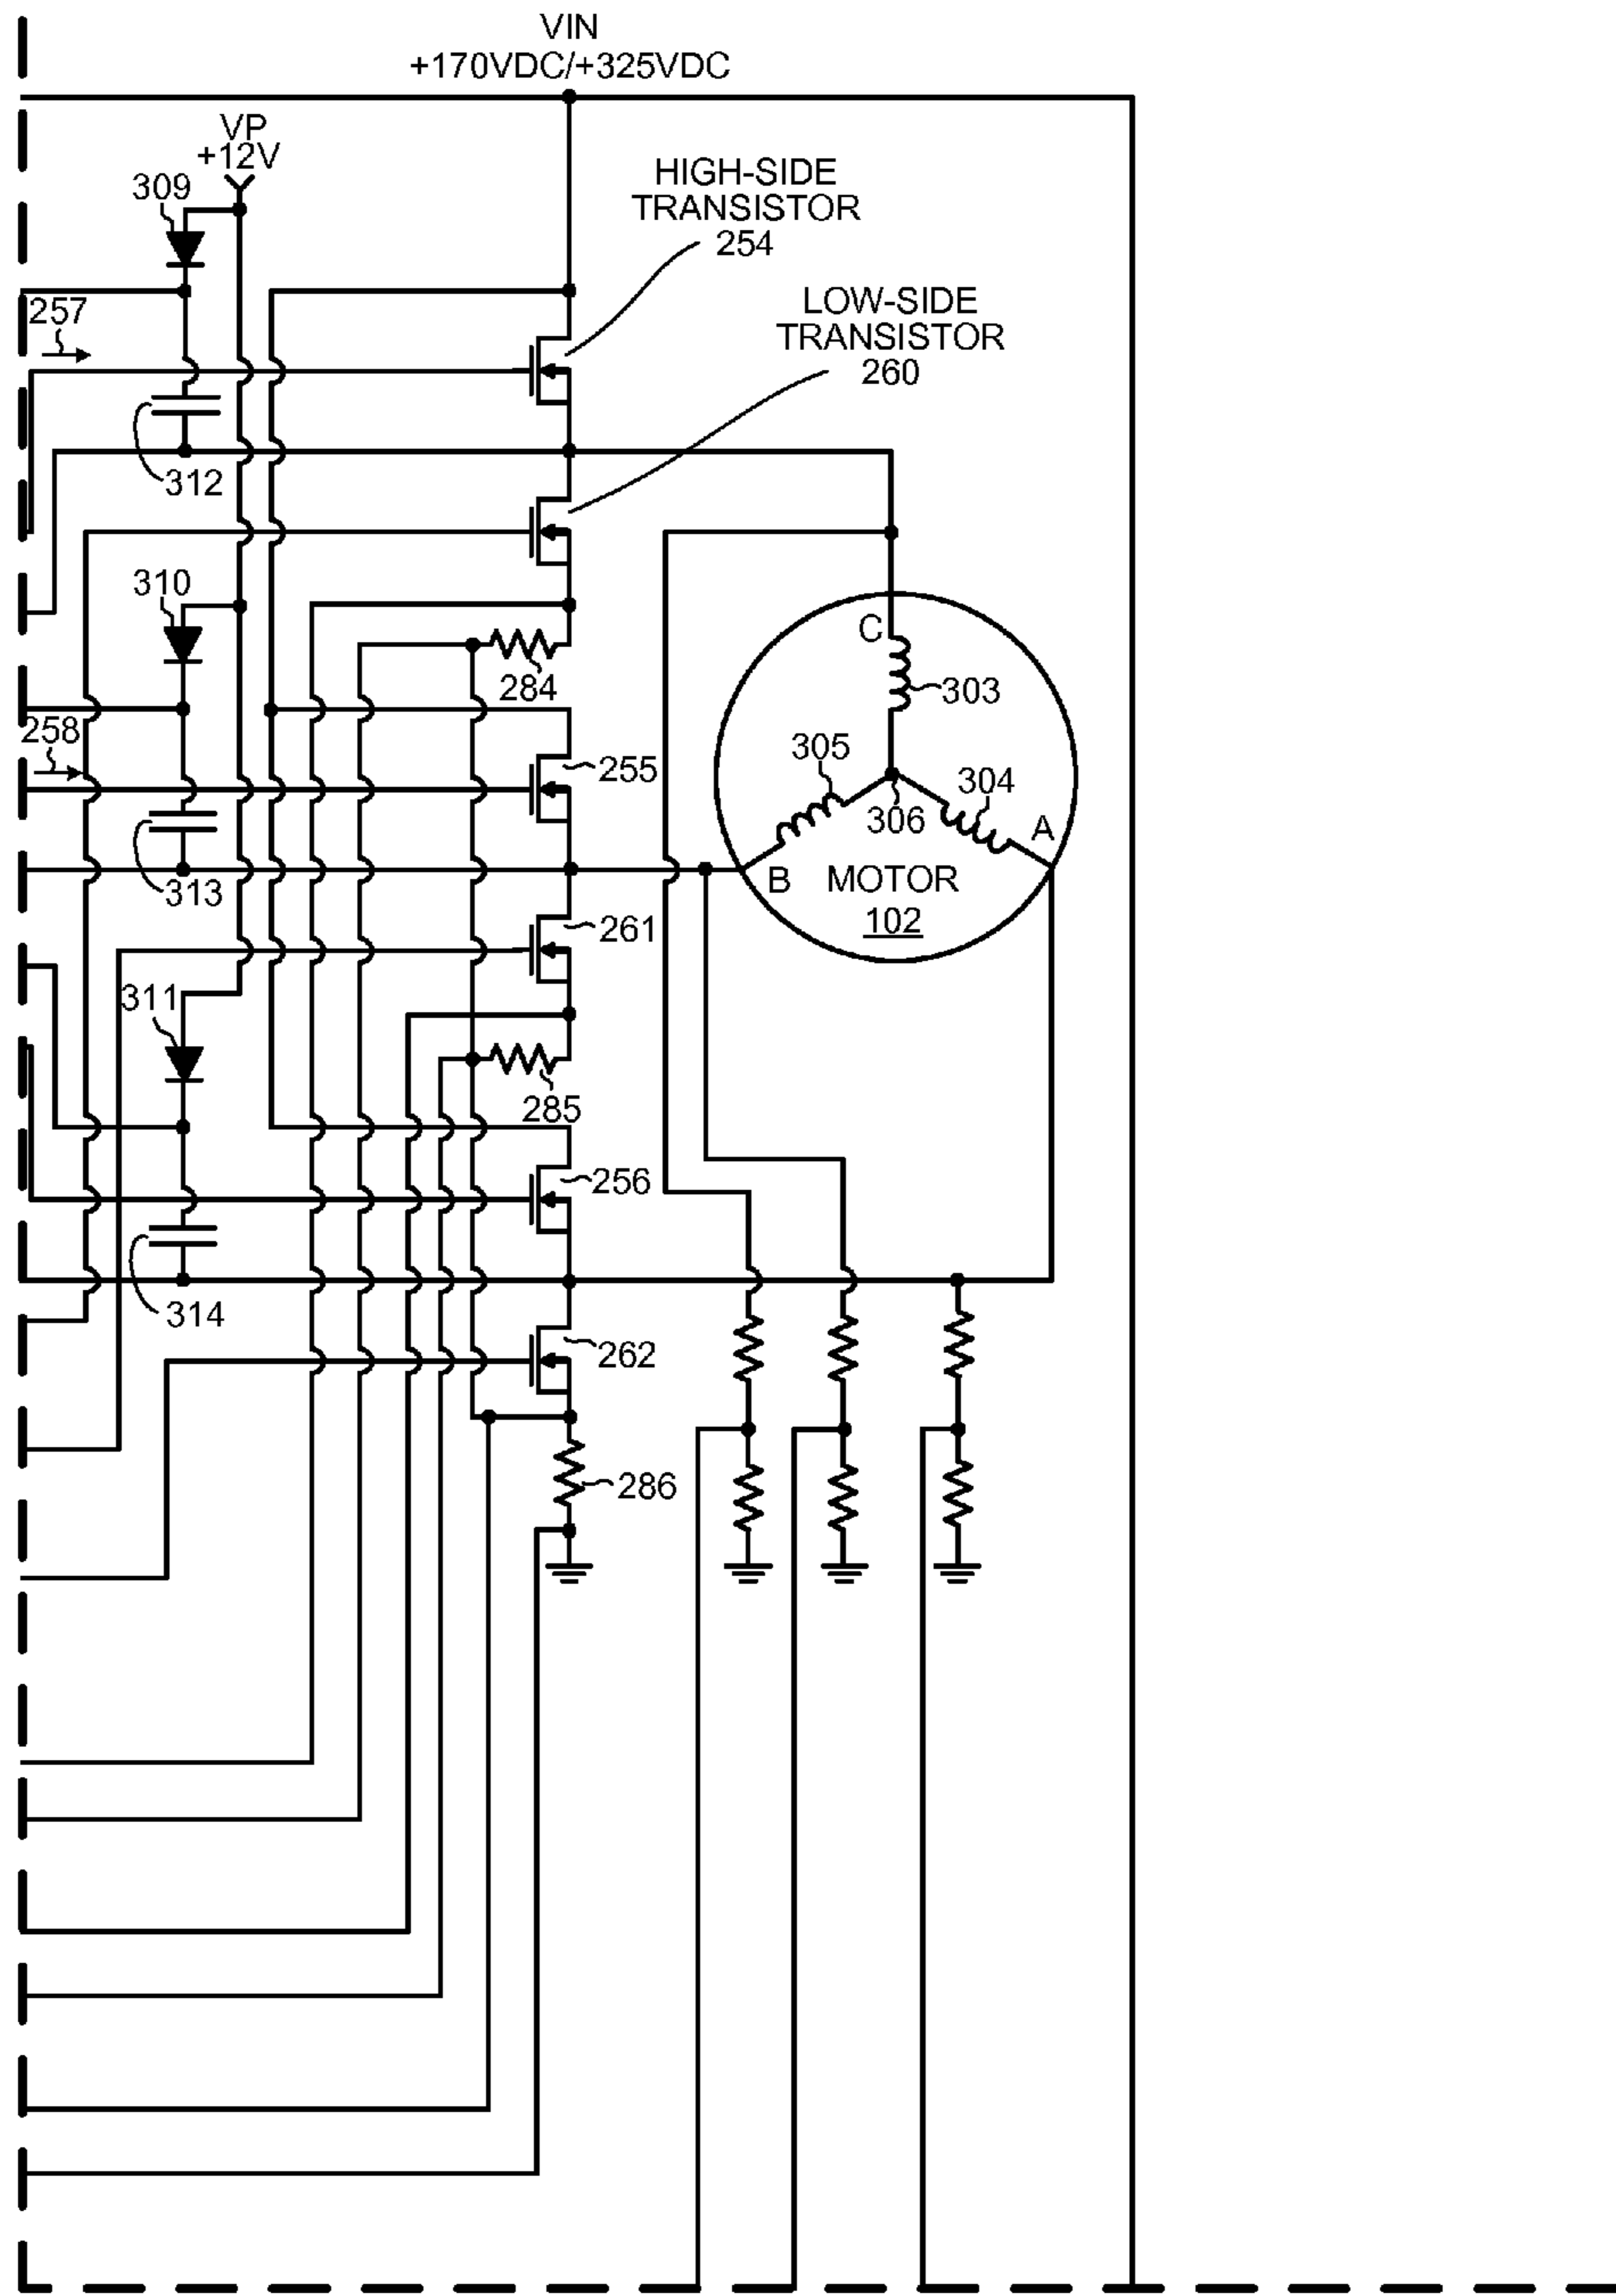 VIN
+170VDC/+325VDC
VP
+12V
309
HIGH-SIDE
TRANSISTOR
254
257
LOW-SIDE
TRANSISTOR
260
312
310
C
303
284
258
255
305
304
306
A
B
MOTOR
102
313
261
311
285
256
314
262
286